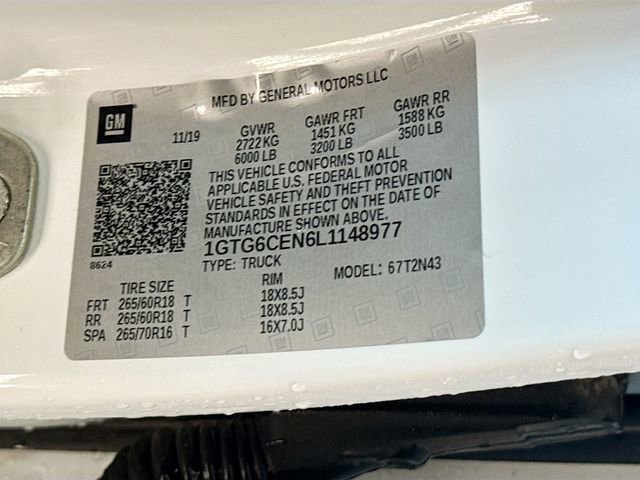 MFD BY GENERAL MOTORS LLC
GM
11/19
GVWR
2722 KG
6000 LB
GAWR FRT
1451 KG
3200 LB
GAWR RR
1588 KG
3500 LB
THIS VEHICLE CONFORMS TO ALL
APPLICABLE U.S. FEDERAL MOTOR
VEHICLE SAFETY AND THEFT PREVENTION
STANDARDS IN EFFECT ON THE DATE OF
MANUFACTURE SHOWN ABOVE.
1GTG6CEN6L1148977
8624
TYPE: TRUCK
MODEL: 67T2N43
TIRE SIZE RIM
FRT 265/60R18 T 18X8.5J
RR 265/60R18 T 18X8.5J
SPA 265/70R16 T 16X7.0J